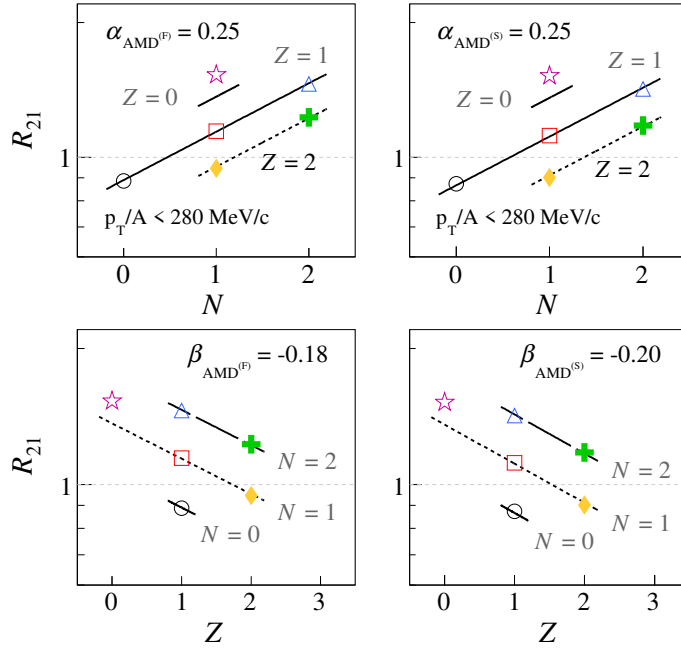 α_AMD^(F) = 0.25
Z = 1
Z = 0
Z = 2
p_T/A < 280 MeV/c
R_21
1
0 1 2
N
α_AMD^(S) = 0.25
Z = 1
Z = 0
Z = 2
1
0 1 2
N
β_AMD^(F) = -0.18
N = 2
N = 1
N = 0
R_21
1
0 1 2 3
Z
β_AMD^(S) = -0.20
N = 2
N = 1
N = 0
1
0 1 2 3
Z
p_T/A < 280 MeV/c